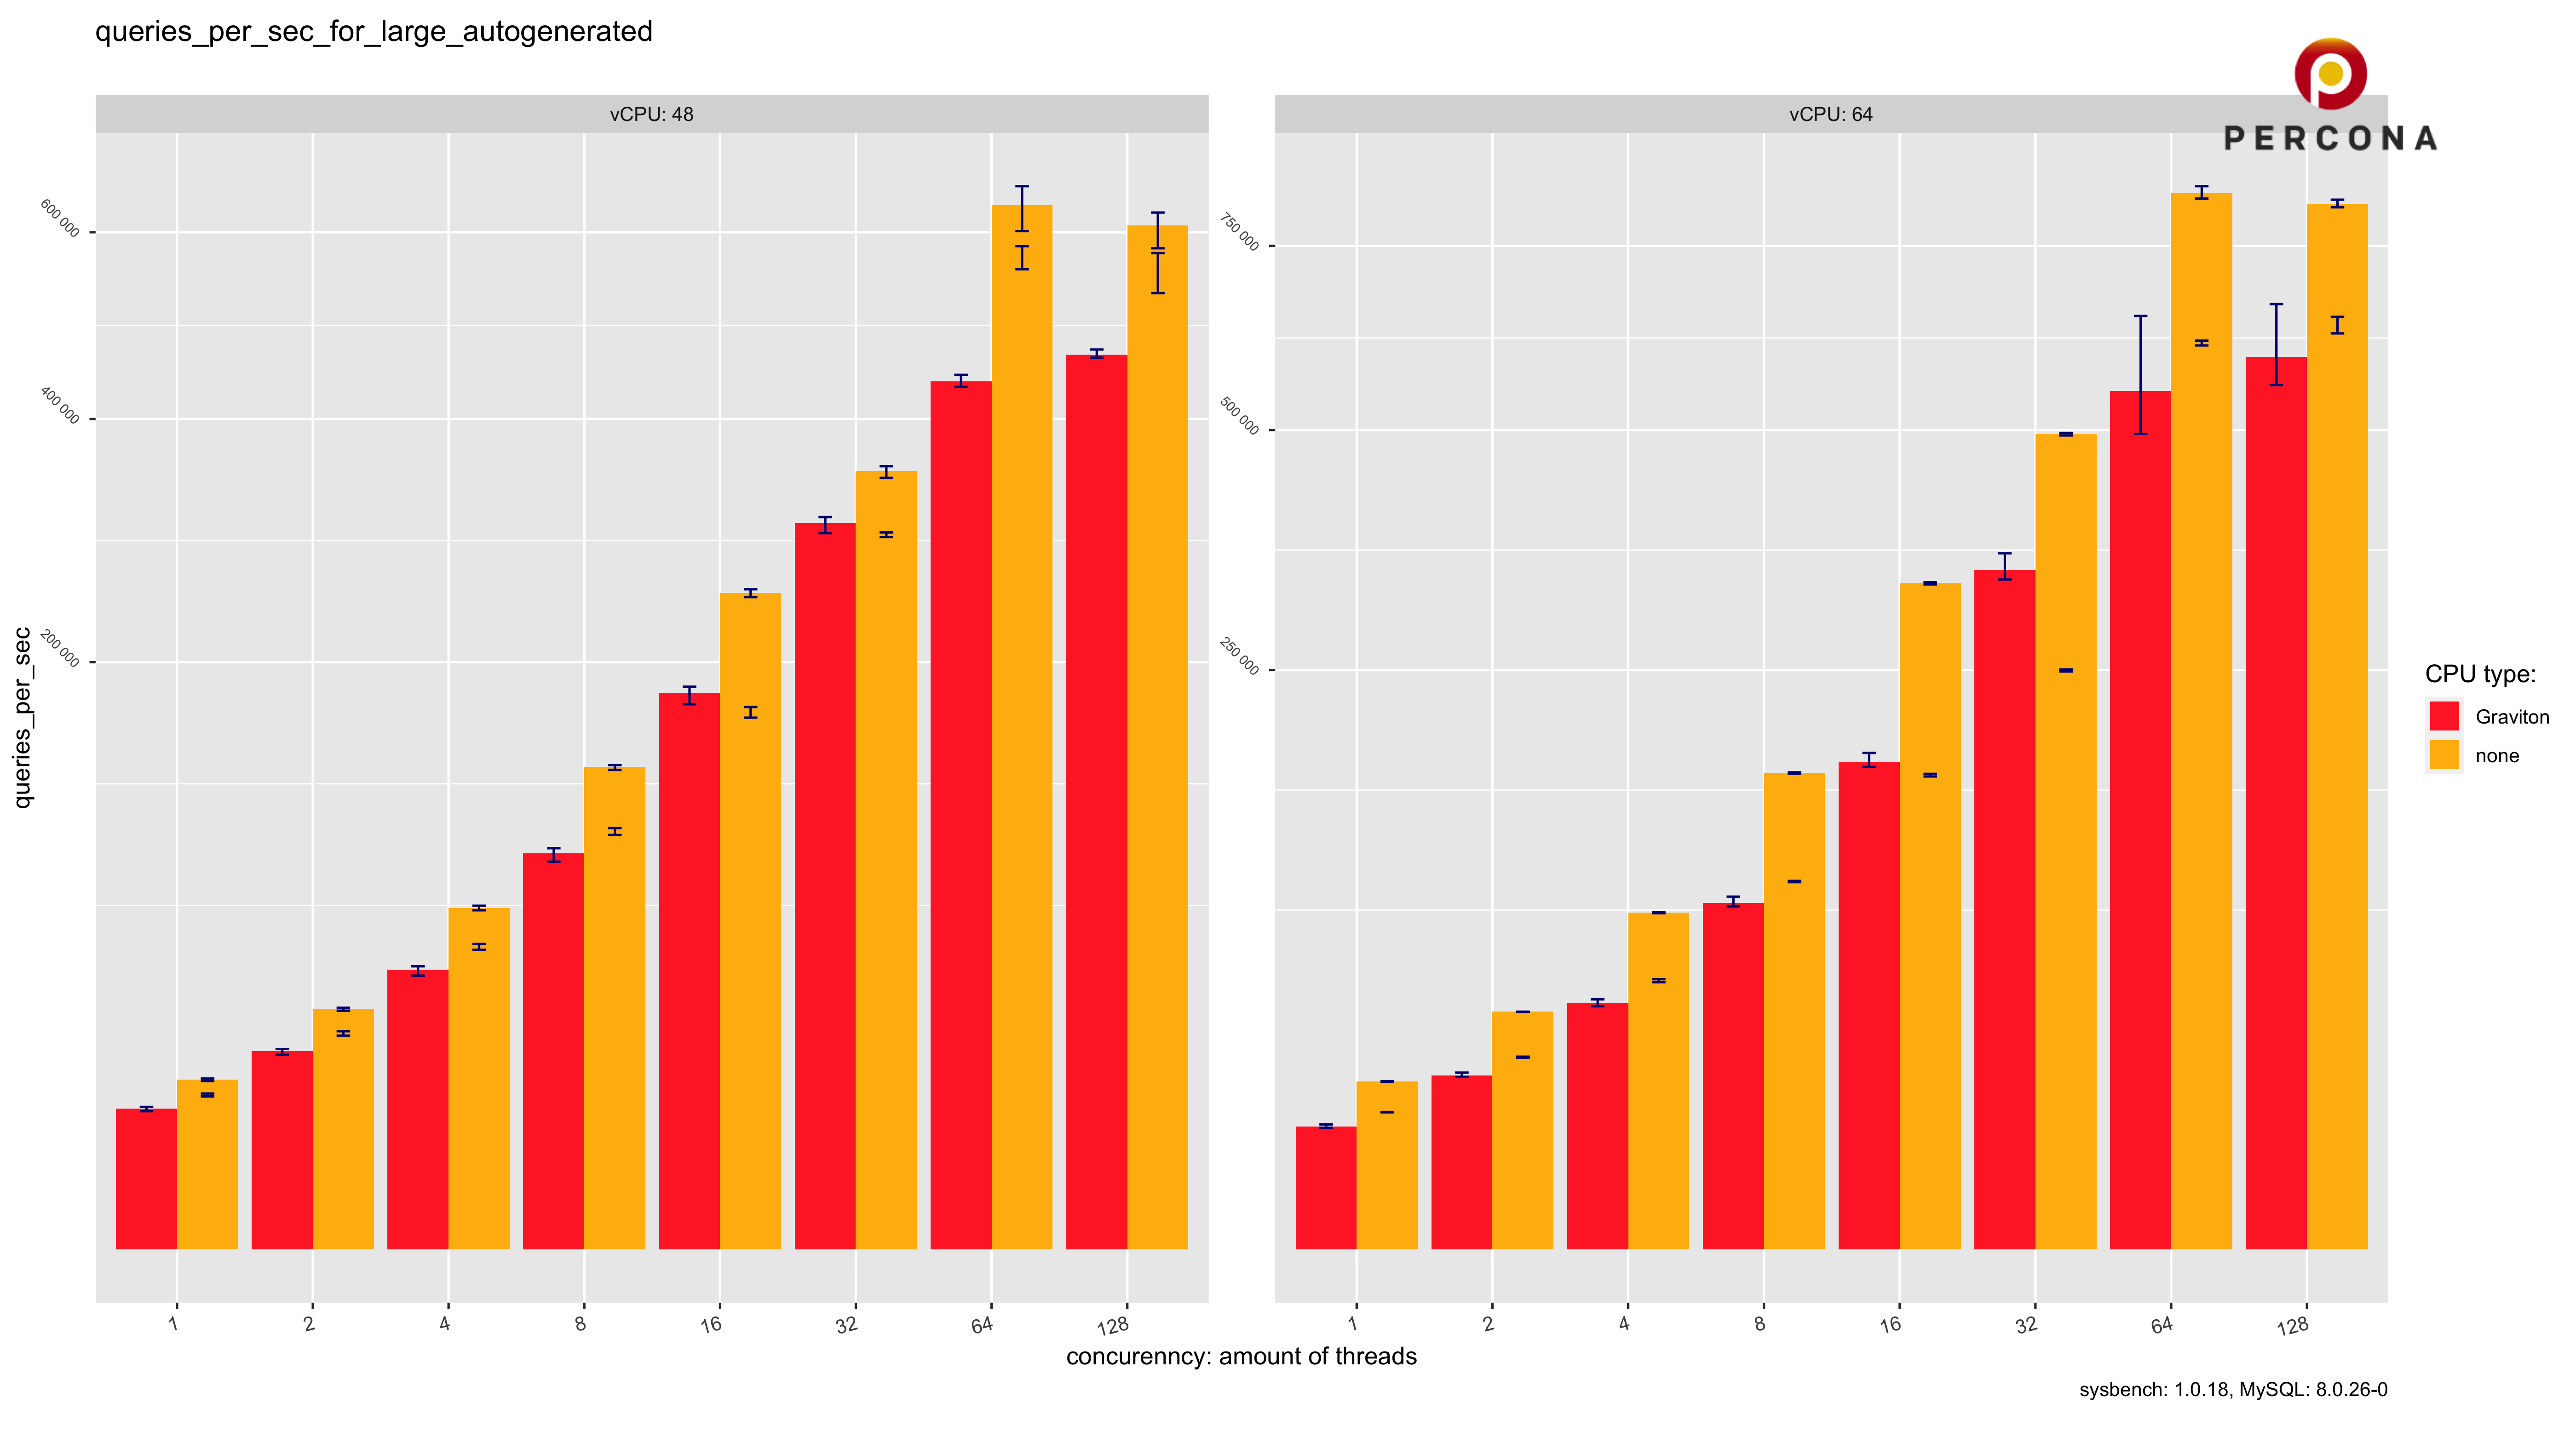 queries_per_sec_for_large_autogenerated
PERCONA
vCPU: 48
vCPU: 64
queries_per_sec
600 000
400 000
200 000
750 000
500 000
250 000
CPU type:
Graviton
none
1 2 4 8 16 32 64 128
1 2 4 8 16 32 64 128
concurenncy: amount of threads
sysbench: 1.0.18, MySQL: 8.0.26-0